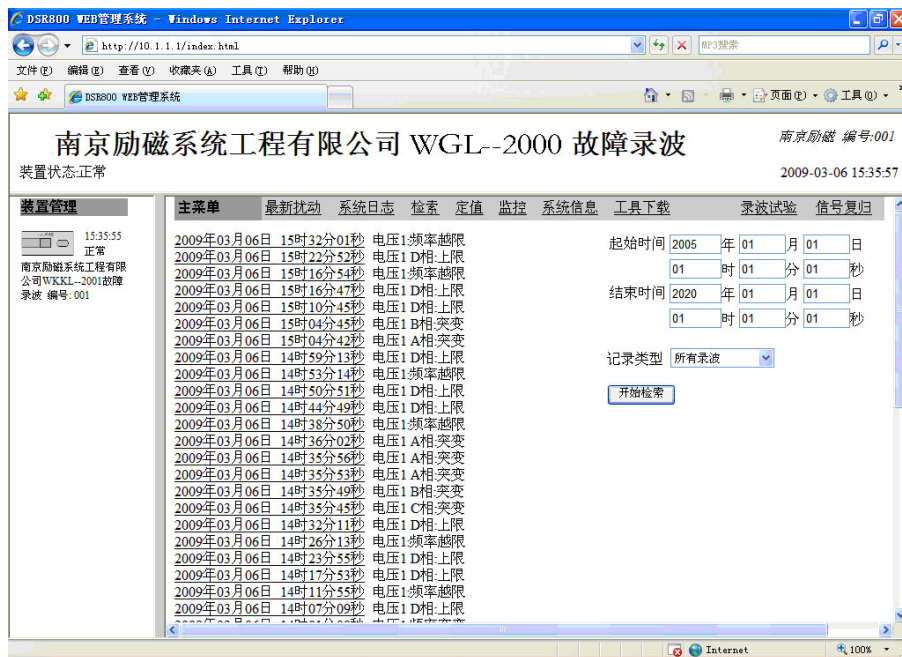 DSR800 WEB管理系统 - Windows Internet Explorer
http://10.1.1.1/index.html
MP3搜索
文件(F) 编辑(E) 查看(V) 收藏夹(A) 工具(T) 帮助(H)
DSR800 WEB管理系统
页面(P) 工具(O)
南京励磁系统工程有限公司 WGL--2000 故障录波
南京励磁 编号:001
装置状态:正常
2009-03-06 15:35:57
装置管理
15:35:55
正常
南京励磁系统工程有限
公司WKKL--2001故障
录波 编号: 001
主菜单 最新扰动 系统日志 检索 定值 监控 系统信息 工具下载 录波试验 信号复归
2009年03月06日 15时32分01秒 电压1:频率越限
2009年03月06日 15时22分52秒 电压1 D相:上限
2009年03月06日 15时16分54秒 电压1:频率越限
2009年03月06日 15时16分47秒 电压1 D相:上限
2009年03月06日 15时10分45秒 电压1 D相:上限
2009年03月06日 15时04分45秒 电压1 B相:突变
2009年03月06日 15时04分42秒 电压1 A相:突变
2009年03月06日 14时59分13秒 电压1 D相:上限
2009年03月06日 14时53分14秒 电压1:频率越限
2009年03月06日 14时50分51秒 电压1 D相:上限
2009年03月06日 14时44分49秒 电压1 D相:上限
2009年03月06日 14时38分50秒 电压1:频率越限
2009年03月06日 14时36分02秒 电压1 A相:突变
2009年03月06日 14时35分56秒 电压1 A相:突变
2009年03月06日 14时35分53秒 电压1 A相:突变
2009年03月06日 14时35分49秒 电压1 B相:突变
2009年03月06日 14时35分45秒 电压1 C相:突变
2009年03月06日 14时32分11秒 电压1 D相:上限
2009年03月06日 14时26分13秒 电压1:频率越限
2009年03月06日 14时23分55秒 电压1 D相:上限
2009年03月06日 14时17分53秒 电压1 D相:上限
2009年03月06日 14时11分55秒 电压1:频率越限
2009年03月06日 14时07分09秒 电压1 D相:上限
起始时间 2005 年 01 月 01 日
01 时 01 分 01 秒
结束时间 2020 年 01 月 01 日
01 时 01 分 01 秒
记录类型 所有录波
开始检索
Internet 100%